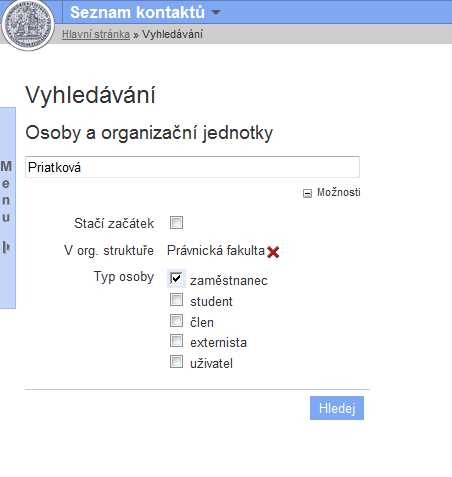 Seznam kontaktů
Hlavní stránka » Vyhledávání
Vyhledávání
Osoby a organizační jednotky
Priatková
Možnosti
Menu
Stačí začátek
V org. struktuře Právnická fakulta
Typ osoby zaměstnanec
student
člen
externista
uživatel
Hledej